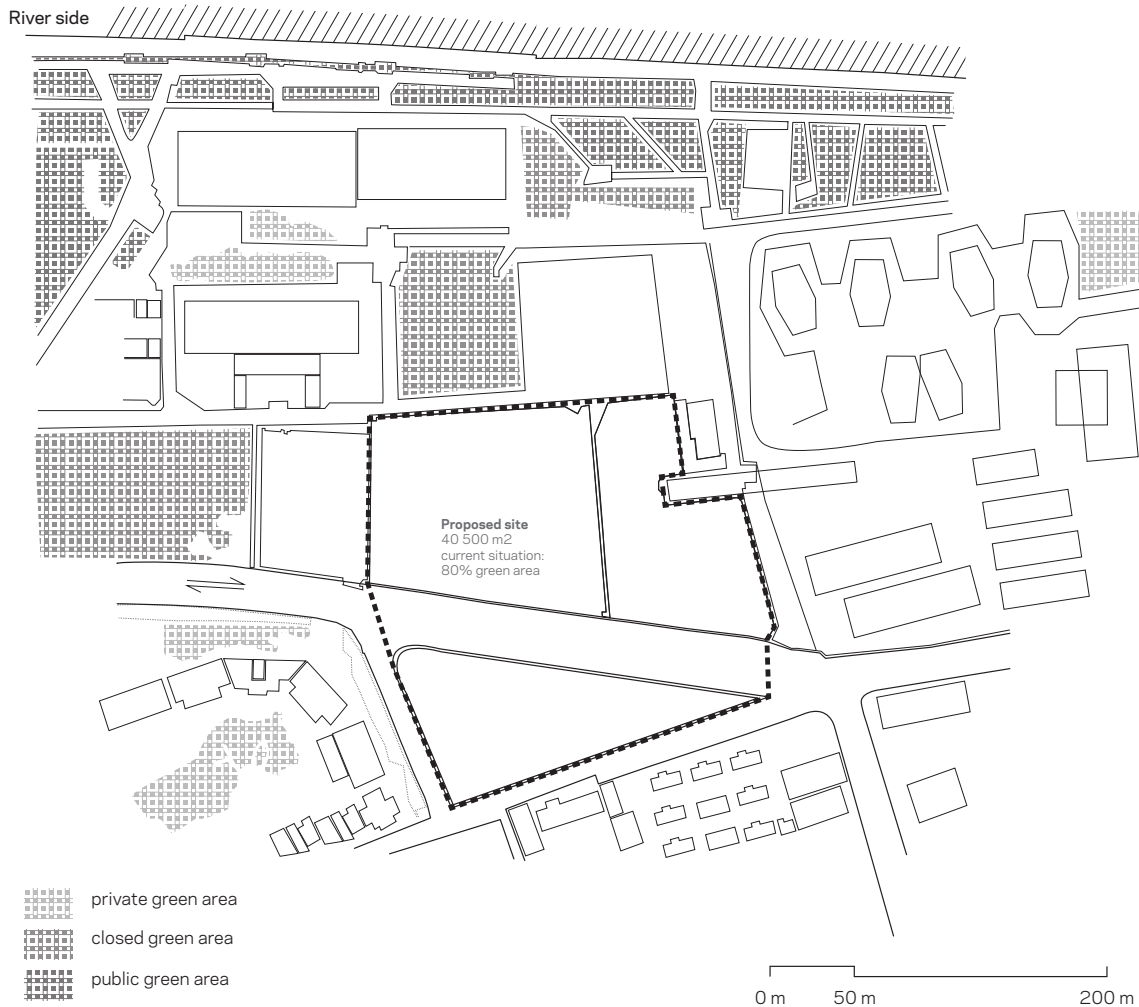 River side
Proposed site
40 500 m2
current situation:
80% green area
private green area
closed green area
public green area
0 m 50 m 200 m